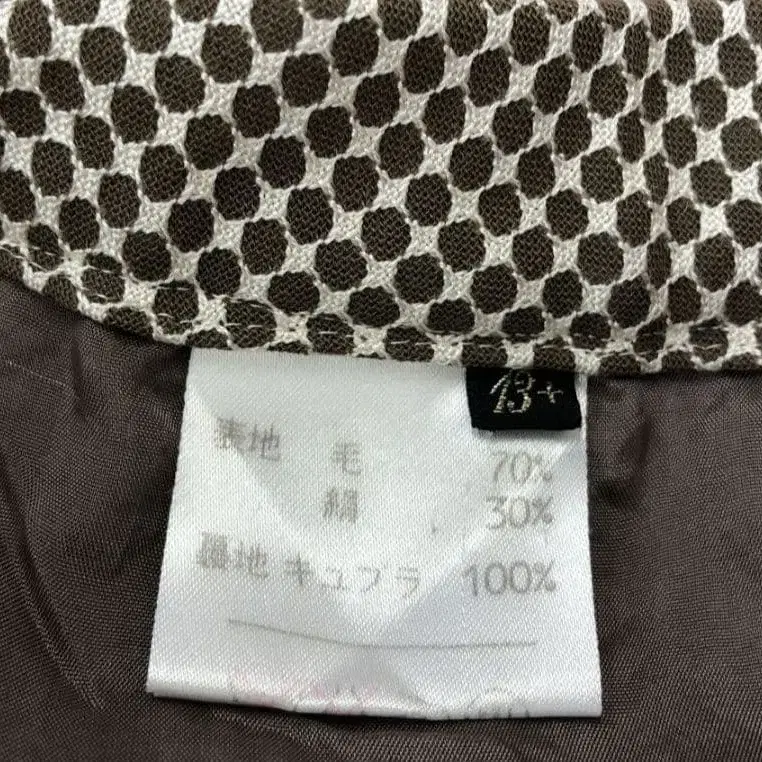 13+
表地 毛 70%
絹 30%
裏地 キュプラ 100%